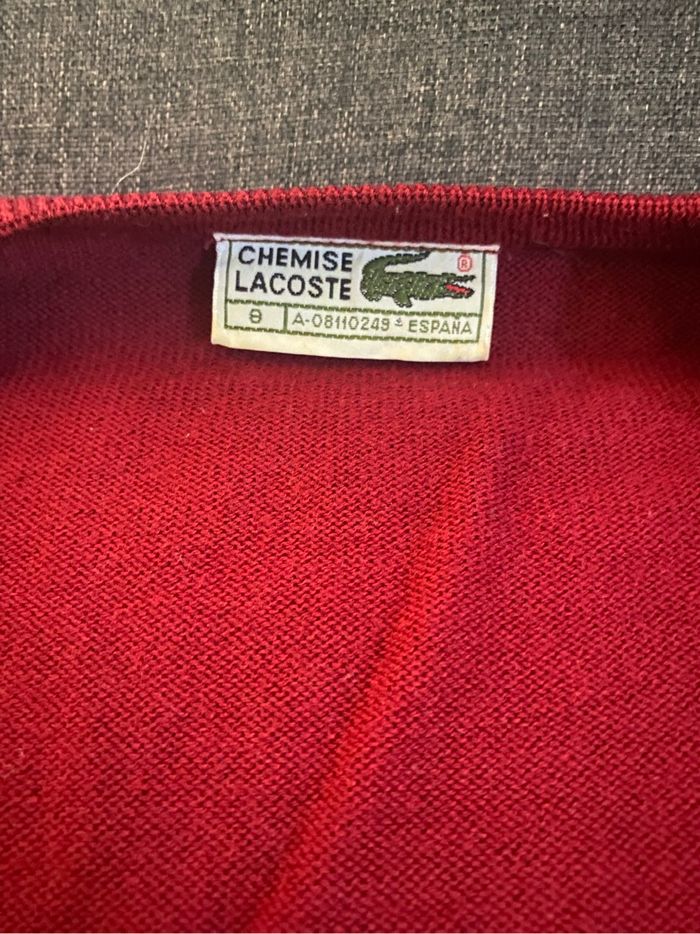 CHEMISE
LACOSTE
®
8 A-08110249 ESPAÑA